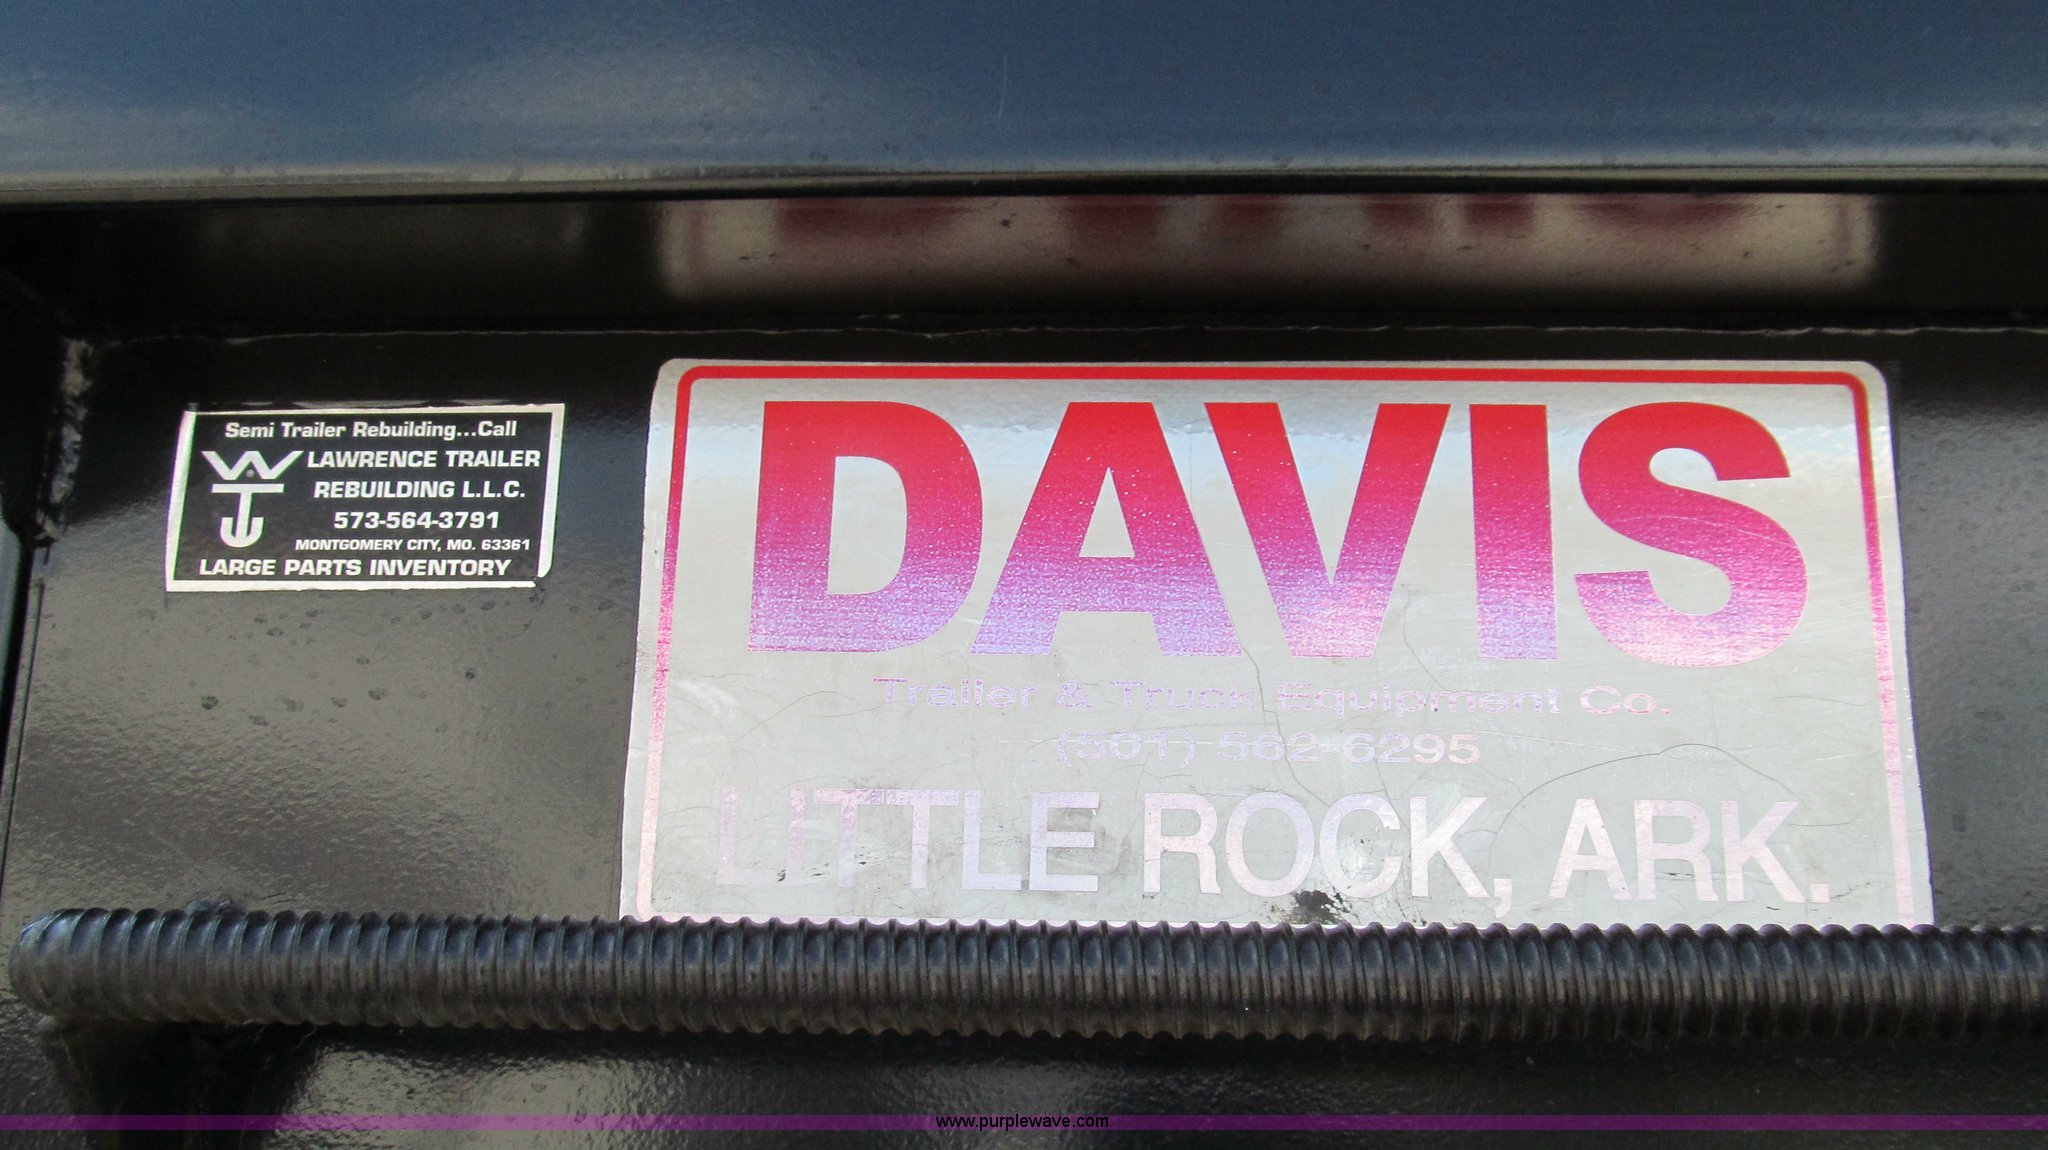 Semi Trailer Rebuilding...Call
LAWRENCE TRAILER
REBUILDING L.L.C.
573-564-3791
MONTGOMERY CITY, MO. 63361
LARGE PARTS INVENTORY
DAVIS
Trailer & Truck Equipment Co.
(501) 562-6295
LITTLE ROCK, ARK.
www.purplewave.com